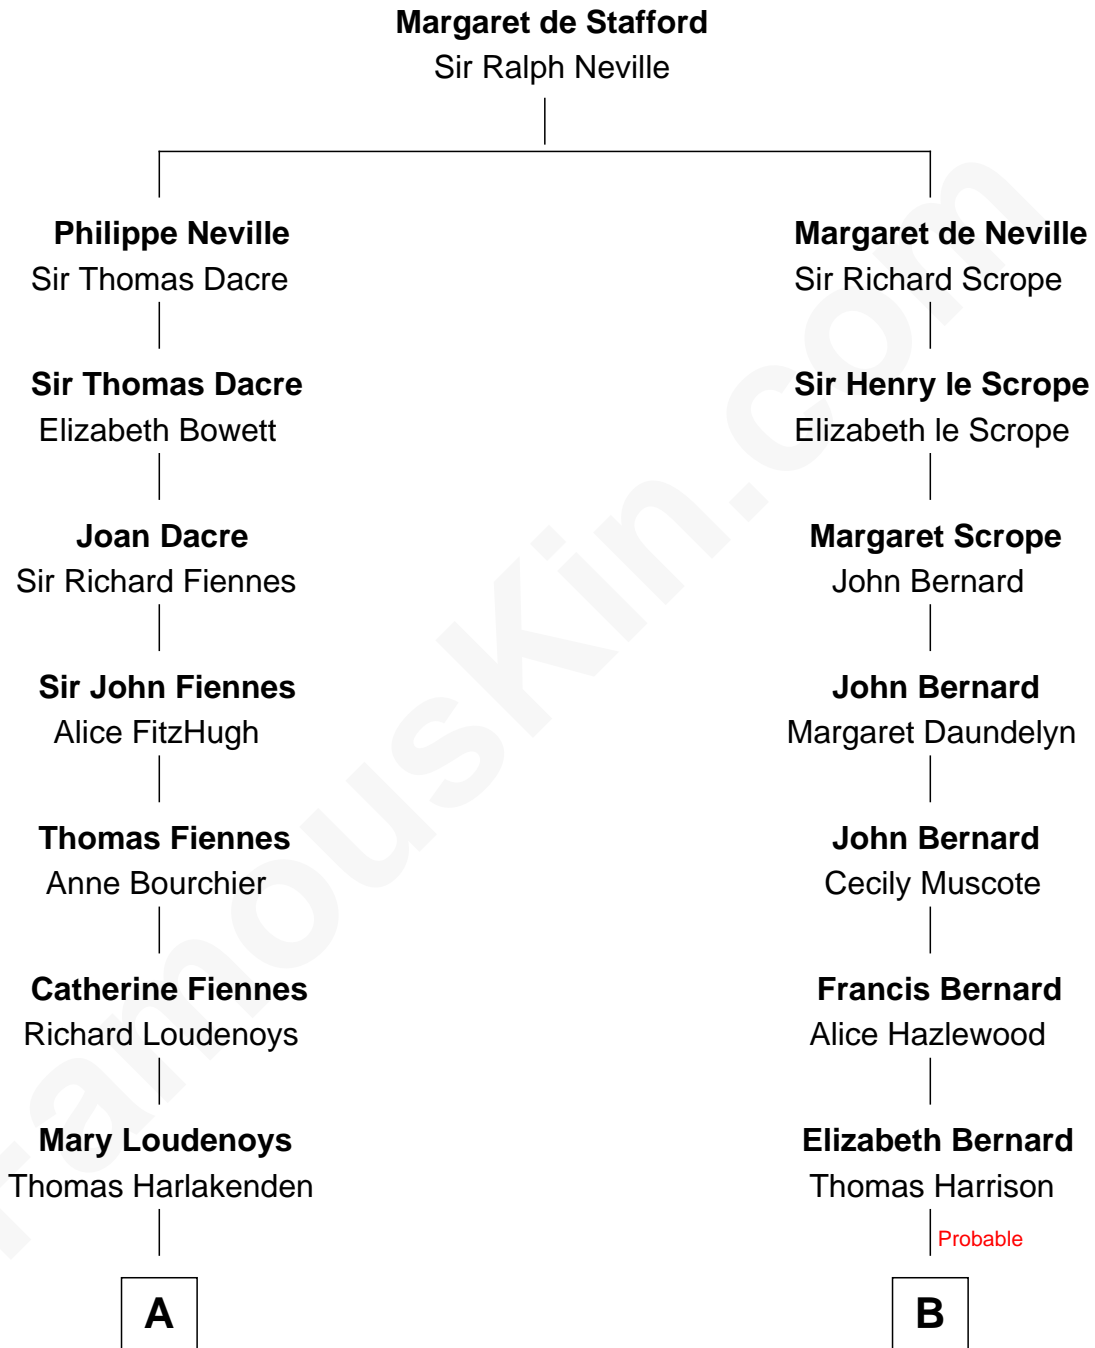 Margaret de Stafford
Sir Ralph Neville
Philippe Neville
Sir Thomas Dacre
Margaret de Neville
Sir Richard Scrope
Sir Thomas Dacre
Elizabeth Bowett
Sir Henry le Scrope
Elizabeth le Scrope
Joan Dacre
Sir Richard Fiennes
Margaret Scrope
John Bernard
Sir John Fiennes
Alice FitzHugh
John Bernard
Margaret Daundelyn
Thomas Fiennes
Anne Bourchier
John Bernard
Cecily Muscote
Catherine Fiennes
Richard Loudenoys
Francis Bernard
Alice Hazlewood
Mary Loudenoys
Thomas Harlakenden
Elizabeth Bernard
Thomas Harrison
Probable
A
B
FamousKin.com